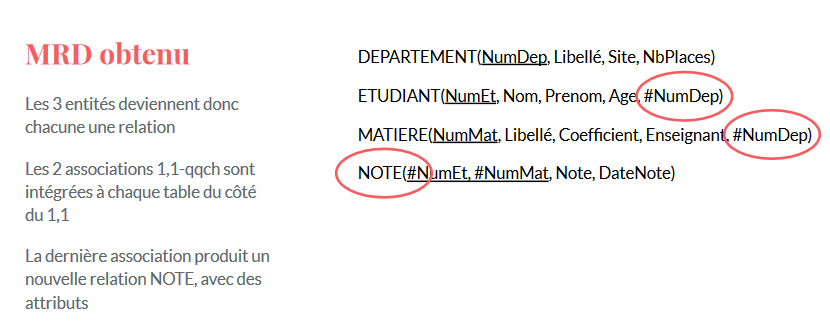 MRD obtenu
Les 3 entités deviennent donc
chacune une relation
Les 2 associations 1,1-qqch sont
intégrées à chaque table du côté
du 1,1
La dernière association produit un
nouvelle relation NOTE, avec des
attributs
DEPARTEMENT(NumDep, Libellé, Site, NbPlaces)
ETUDIANT(NumEt, Nom, Prenom, Age, #NumDep)
MATIERE(NumMat, Libellé, Coefficient, Enseignant, #NumDep)
NOTE(#NumEt, #NumMat, Note, DateNote)